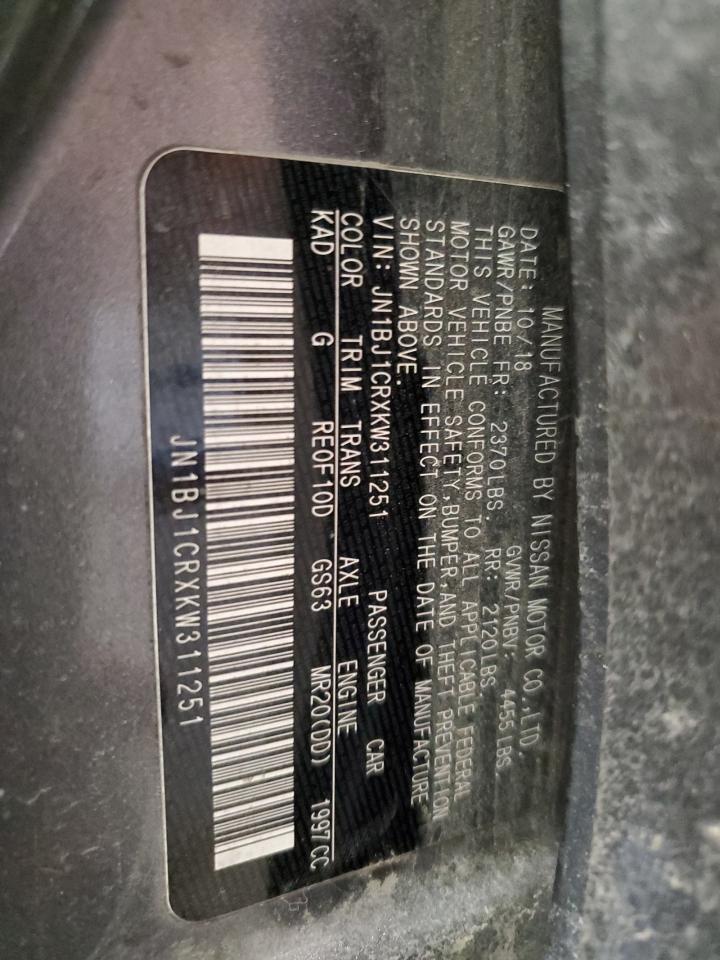 MANUFACTURED BY NISSAN MOTOR CO.,LTD.
DATE: 10/18 GVWR/PNBV: 4455LBS.
GAWR/PNBE FR: 2370LBS. RR: 2120LBS
THIS VEHICLE CONFORMS TO ALL APPLICABLE FEDERAL
MOTOR VEHICLE SAFETY,BUMPER,AND THEFT PREVENTION
STANDARDS IN EFFECT ON THE DATE OF MANUFACTURE
SHOWN ABOVE.
VIN: JN1BJ1CRXKW311251 PASSENGER CAR
COLOR TRIM TRANS AXLE ENGINE
KAD G RE0F10D GS63 MR20(DD) 1997CC
JN1BJ1CRXKW311251